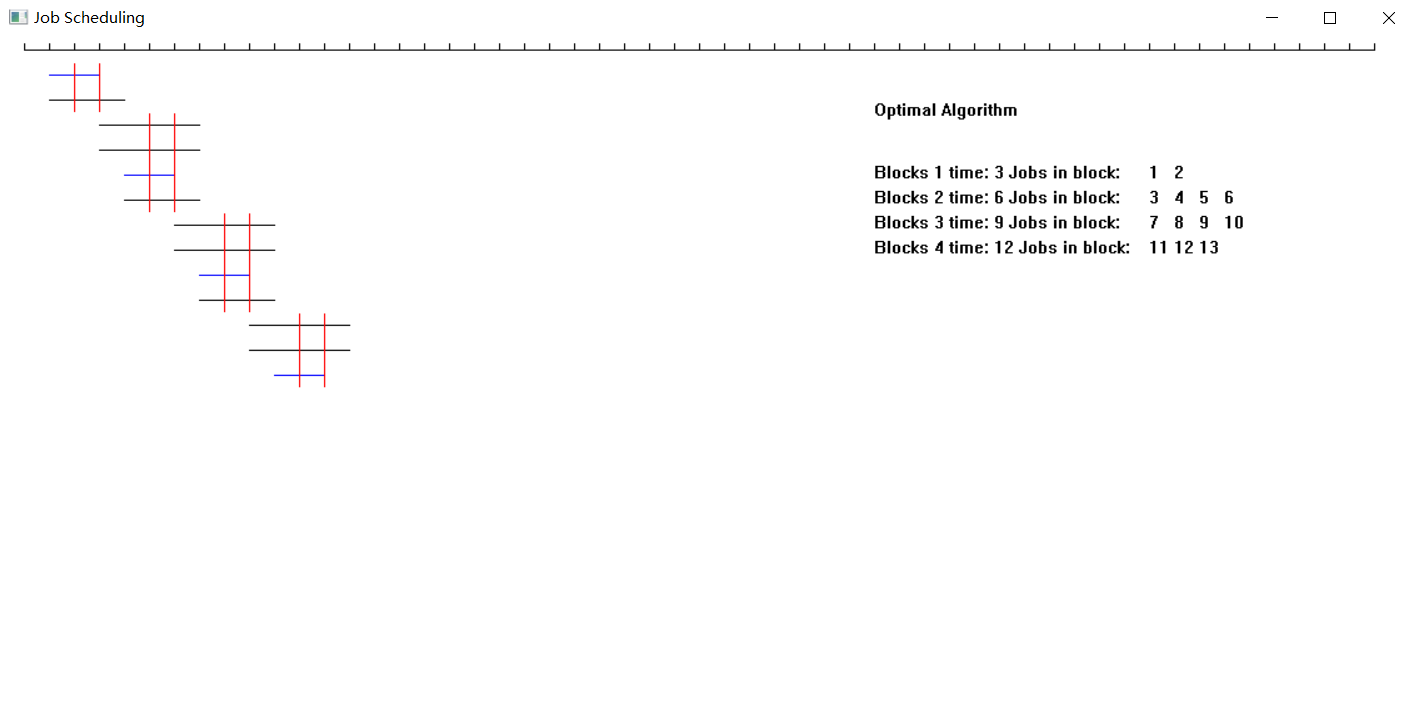 Job Scheduling
Optimal Algorithm
Blocks 1 time: 3 Jobs in block: 1 2
Blocks 2 time: 6 Jobs in block: 3 4 5 6
Blocks 3 time: 9 Jobs in block: 7 8 9 10
Blocks 4 time: 12 Jobs in block: 11 12 13